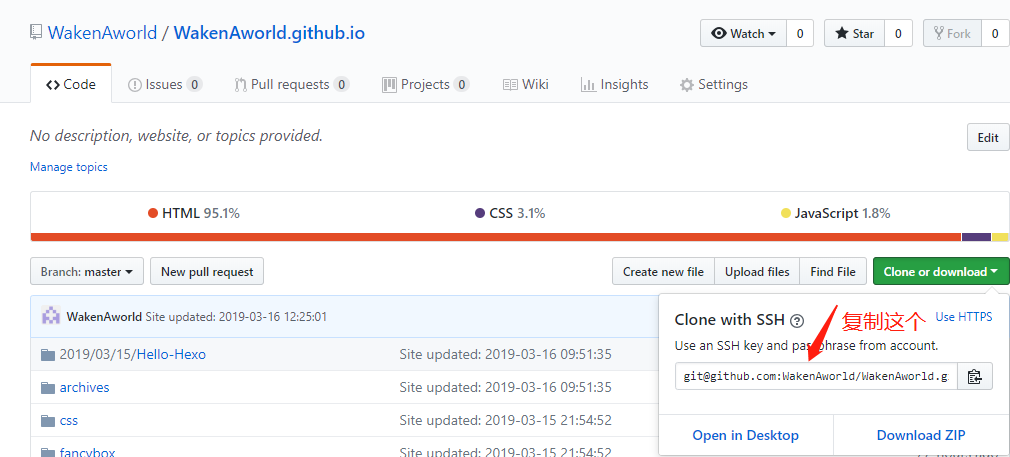 WakenAworld / WakenAworld.github.io
Watch 0 Star 0 Fork 0
Code Issues 0 Pull requests 0 Projects 0 Wiki Insights Settings
No description, website, or topics provided.
Edit
Manage topics
HTML 95.1% CSS 3.1% JavaScript 1.8%
Branch: master New pull request Create new file Upload files Find File Clone or download
WakenAworld Site updated: 2019-03-16 12:25:01
Clone with SSH 复制这个 Use HTTPS
Use an SSH key and passphrase from account.
2019/03/15/Hello-Hexo Site updated: 2019-03-16 09:51:35
git@github.com:WakenAworld/WakenAworld.g
archives Site updated: 2019-03-16 09:51:35
css Site updated: 2019-03-15 21:54:52
Open in Desktop Download ZIP
fancybox Site updated: 2019-03-15 21:54:52